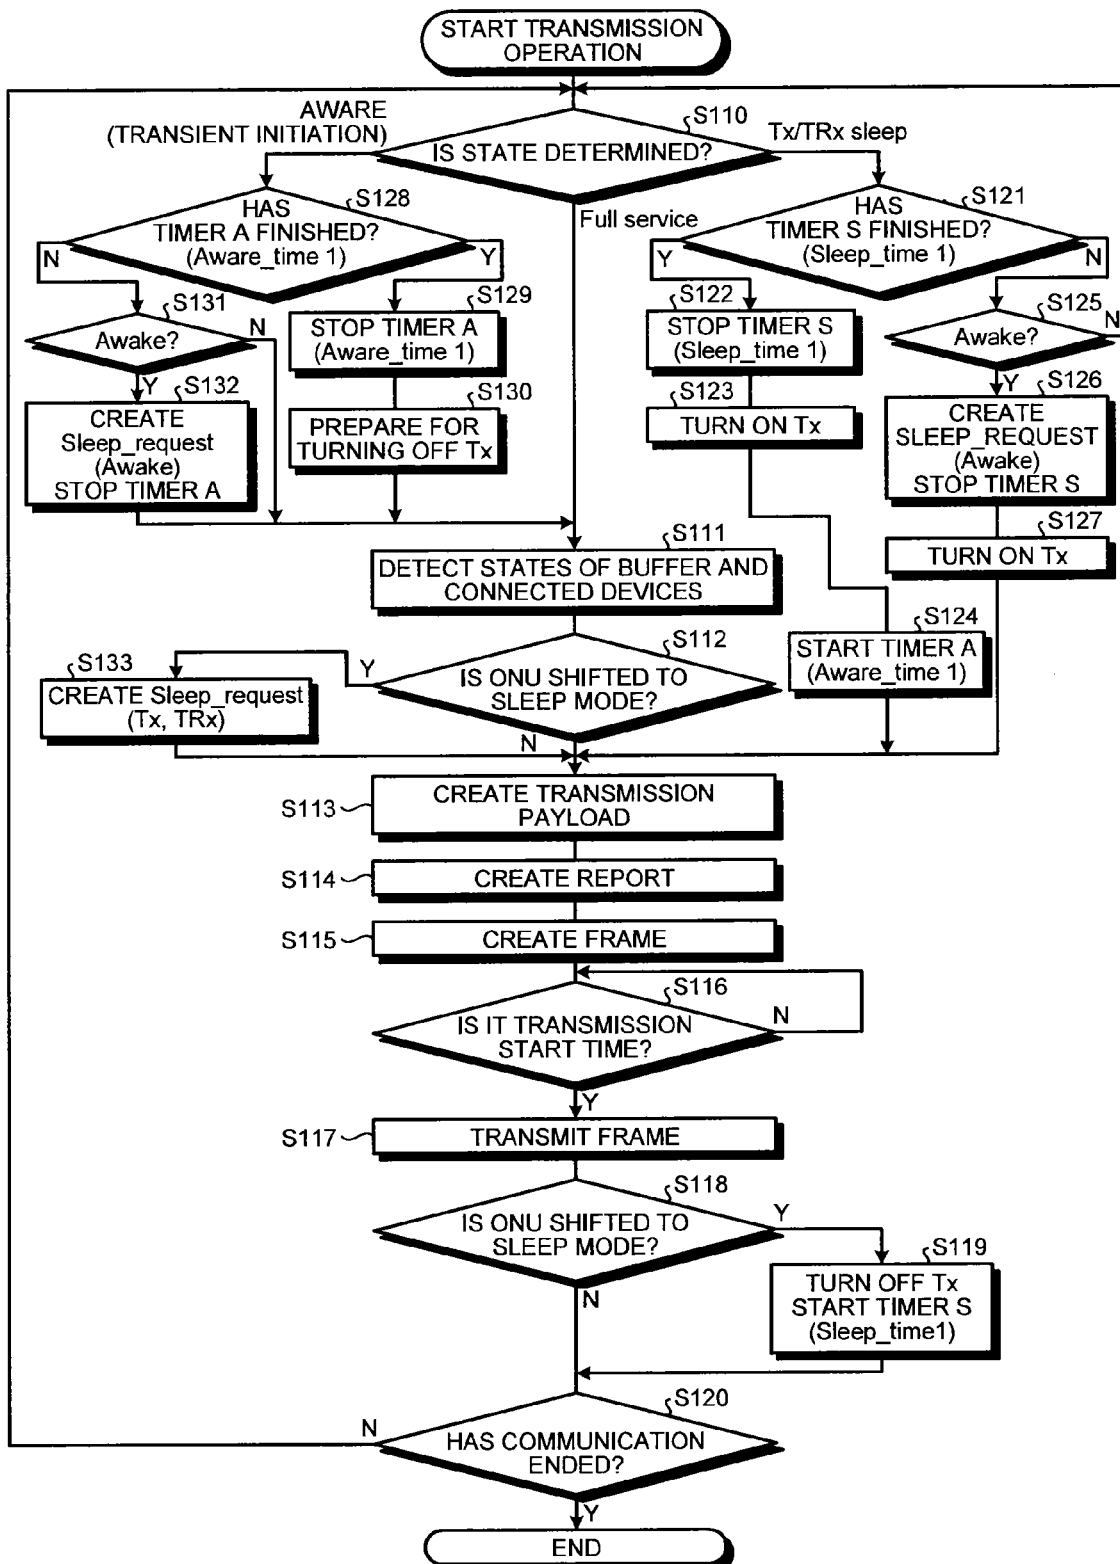 START TRANSMISSION
OPERATION
AWARE
(TRANSIENT INITIATION)
S110
IS STATE DETERMINED?
Tx/TRx sleep
Full service
S128
HAS
TIMER A FINISHED?
(Aware_time 1)
N
Y
S121
HAS
TIMER S FINISHED?
(Sleep_time 1)
Y
N
S131
Awake?
N
Y
S129
STOP TIMER A
(Aware_time 1)
S122
STOP TIMER S
(Sleep_time 1)
S125
Awake?
N
Y
S132
CREATE
Sleep_request
(Awake)
STOP TIMER A
S130
PREPARE FOR
TURNING OFF Tx
S123
TURN ON Tx
S126
CREATE
SLEEP_REQUEST
(Awake)
STOP TIMER S
S127
TURN ON Tx
S111
DETECT STATES OF BUFFER AND
CONNECTED DEVICES
S124
START TIMER A
(Aware_time 1)
S112
IS ONU SHIFTED TO
SLEEP MODE?
Y
N
S133
CREATE Sleep_request
(Tx, TRx)
S113
CREATE TRANSMISSION
PAYLOAD
S114
CREATE REPORT
S115
CREATE FRAME
S116
IS IT TRANSMISSION
START TIME?
N
Y
S117
TRANSMIT FRAME
S118
IS ONU SHIFTED TO
SLEEP MODE?
Y
N
S119
TURN OFF Tx
START TIMER S
(Sleep_time1)
S120
HAS COMMUNICATION
ENDED?
N
Y
END